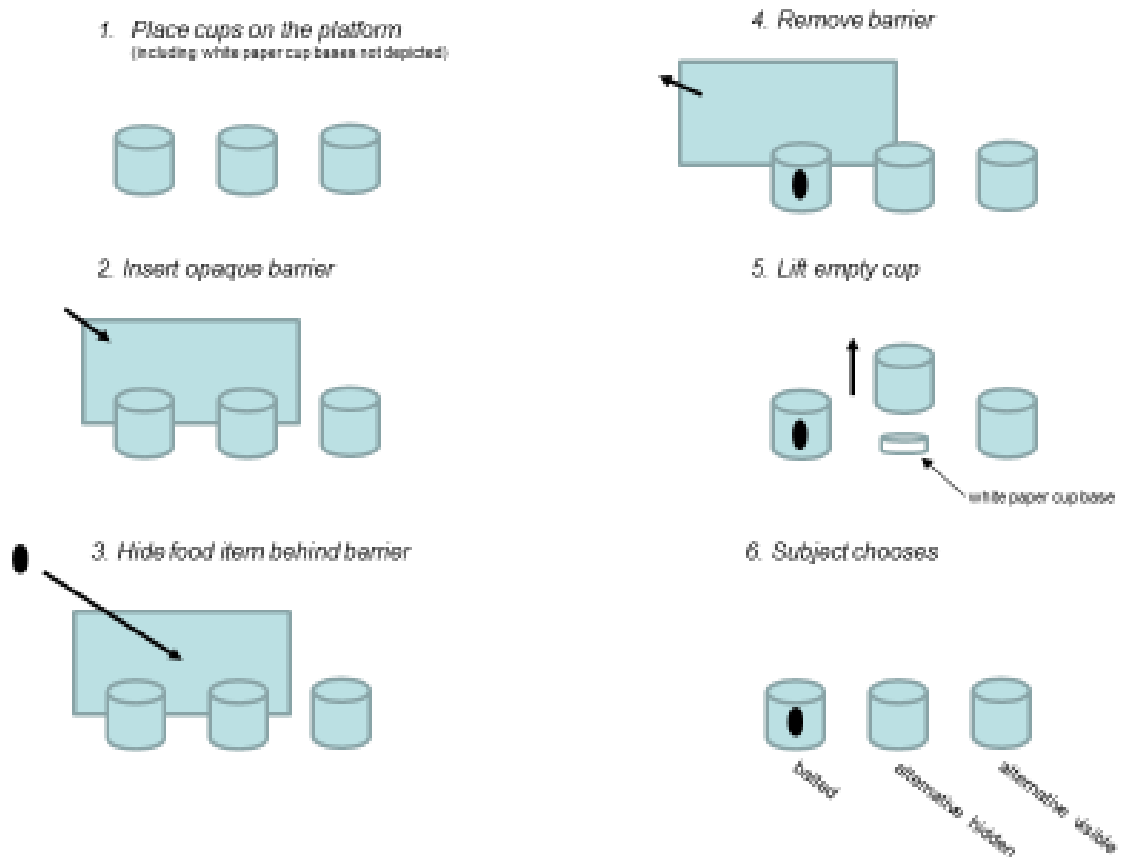 1. Place cups on the platform
(including white paper cup bases not depicted)
2. Insert opaque barrier
3. Hide food item behind barrier
4. Remove barrier
5. Lift empty cup
white paper cup base
6. Subject chooses
baited
alternative hidden
alternative visible